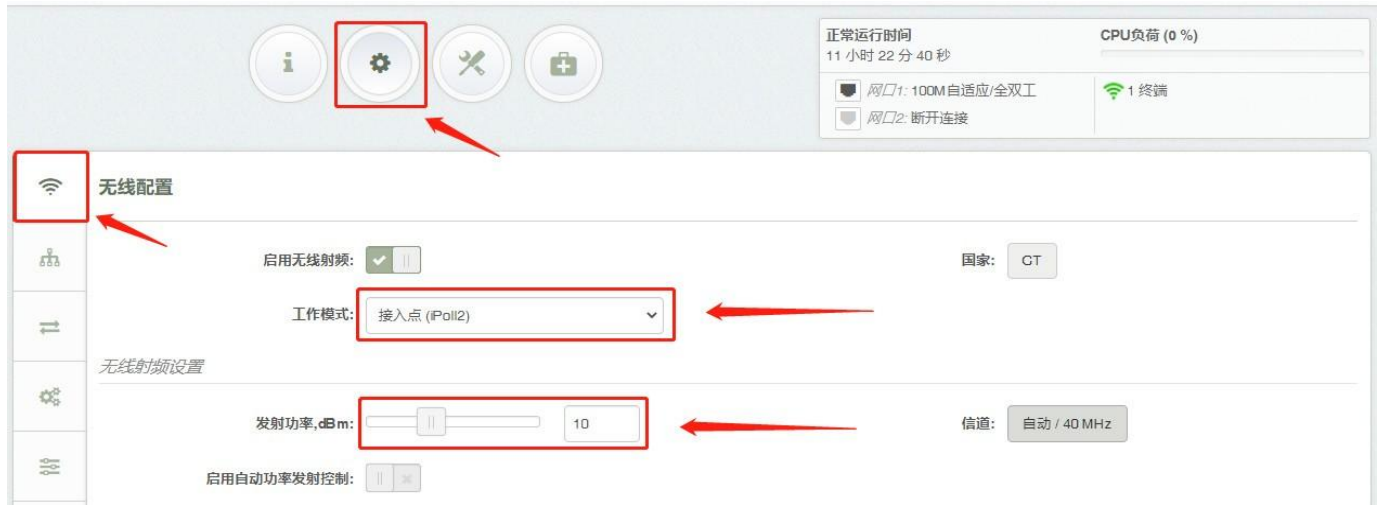 正常运行时间
CPU负荷 (0 %)
11 小时 22 分 40 秒
网口1: 100M自适应/全双工
1 终端
网口2: 断开连接
无线配置
启用无线射频:
国家: GT
工作模式: 接入点 (iPoll2)
无线射频设置
发射功率,dBm: 10
信道: 自动 / 40 MHz
启用自动功率发射控制: